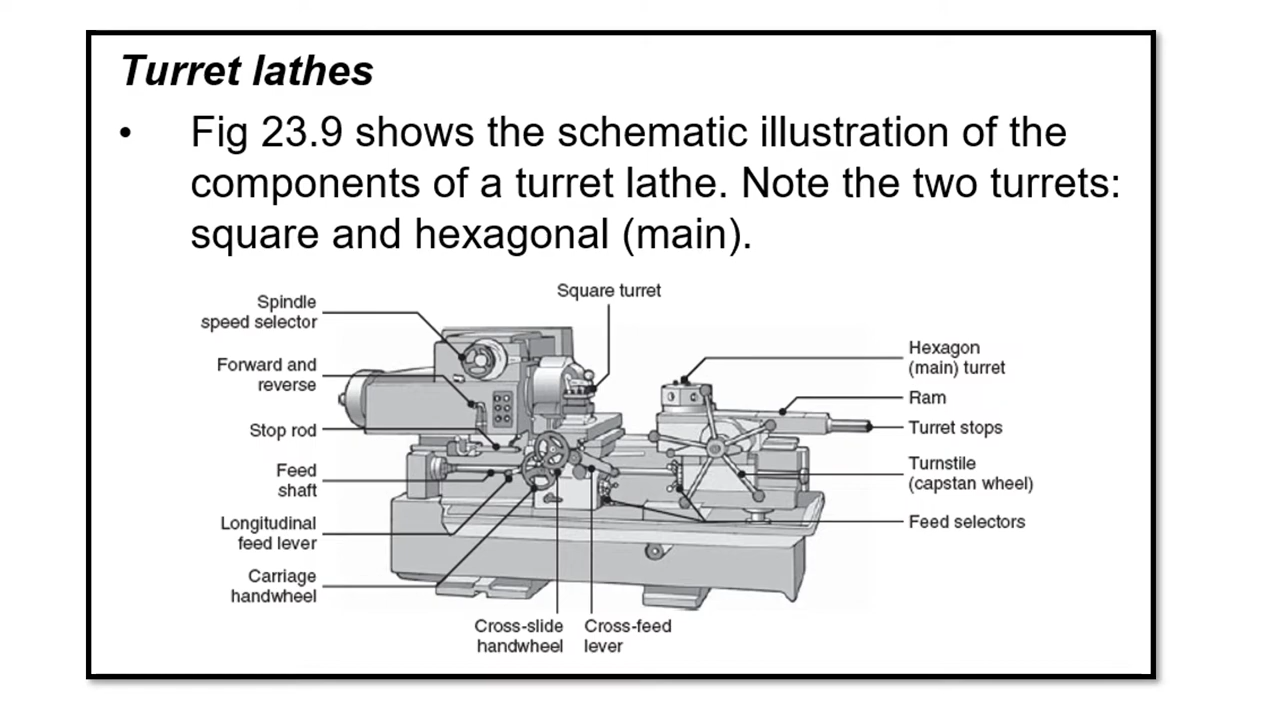 Turret lathes
• Fig 23.9 shows the schematic illustration of the
components of a turret lathe. Note the two turrets:
square and hexagonal (main).
Square turret
Spindle
speed selector
Forward and
reverse
Stop rod
Feed
shaft
Longitudinal
feed lever
Carriage
handwheel
Cross-slide
handwheel
Cross-feed
lever
Hexagon
(main) turret
Ram
Turret stops
Turnstile
(capstan wheel)
Feed selectors